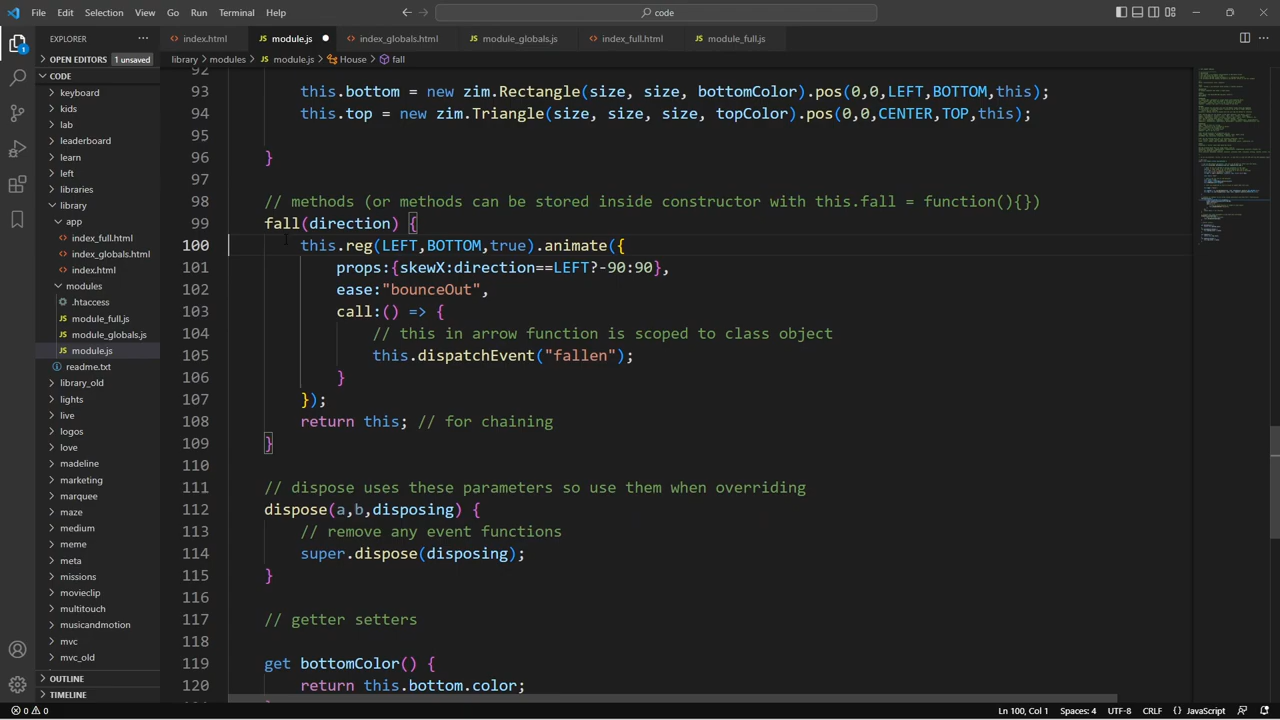 File Edit Selection View Go Run Terminal Help
code
EXPLORER
index.html
module.js
index_globals.html
module_globals.js
index_full.html
module_full.js
OPEN EDITORS 1 unsaved
library > modules > module.js > House > fall
CODE
keyboard
kids
lab
leaderboard
learn
left
libraries
library
app
index_full.html
index_globals.html
index.html
modules
.htaccess
module_full.js
module_globals.js
module.js
readme.txt
library_old
lights
live
logos
love
madeline
marketing
marquee
maze
medium
meme
meta
missions
movieclip
multitouch
musicandmotion
mvc
mvc_old
OUTLINE
TIMELINE
1
92
93 this.bottom = new zim.Rectangle(size, size, bottomColor).pos(0,0,LEFT,BOTTOM,this);
94 this.top = new zim.Triangle(size, size, size, topColor).pos(0,0,CENTER,TOP,this);
95
96 }
97
98 // methods (or methods can be stored inside constructor with this.fall = function(){})
99 fall(direction) {
100 this.reg(LEFT,BOTTOM,true).animate({
101 props:{skewX:direction==LEFT?-90:90},
102 ease:"bounceOut",
103 call:() => {
104 // this in arrow function is scoped to class object
105 this.dispatchEvent("fallen");
106 }
107 });
108 return this; // for chaining
109 }
110
111 // dispose uses these parameters so use them when overriding
112 dispose(a,b,disposing) {
113 // remove any event functions
114 super.dispose(disposing);
115 }
116
117 // getter setters
118
119 get bottomColor() {
120 return this.bottom.color;
0 0 Ln 100, Col 1 Spaces: 4 UTF-8 CRLF {} JavaScript